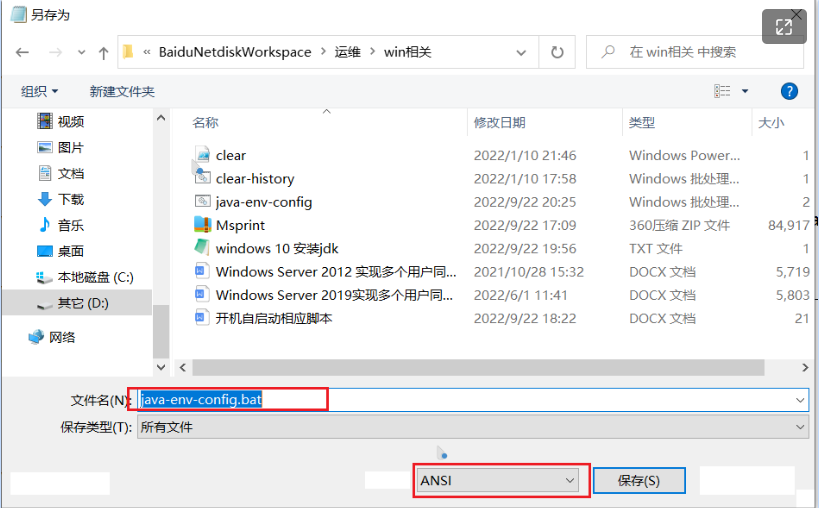 另存为
« BaiduNetdiskWorkspace > 运维 > win相关
在 win相关 中搜索
组织 新建文件夹
视频
图片
文档
下载
音乐
桌面
本地磁盘 (C:)
其它 (D:)
网络
名称 修改日期 类型 大小
clear 2022/1/10 21:46 Windows Power... 1
clear-history 2022/1/10 17:58 Windows 批处理... 1
java-env-config 2022/9/22 20:25 Windows 批处理... 2
Msprint 2022/9/22 17:09 360压缩 ZIP 文件 84,917
windows 10 安装jdk 2022/9/22 19:56 TXT 文件 1
Windows Server 2012 实现多个用户同... 2021/10/28 15:32 DOCX 文档 5,719
Windows Server 2019实现多个用户同... 2022/6/1 11:41 DOCX 文档 5,803
开机自启动相应脚本 2022/9/22 18:22 DOCX 文档 21
文件名(N): java-env-config.bat
保存类型(T): 所有文件
ANSI 保存(S)